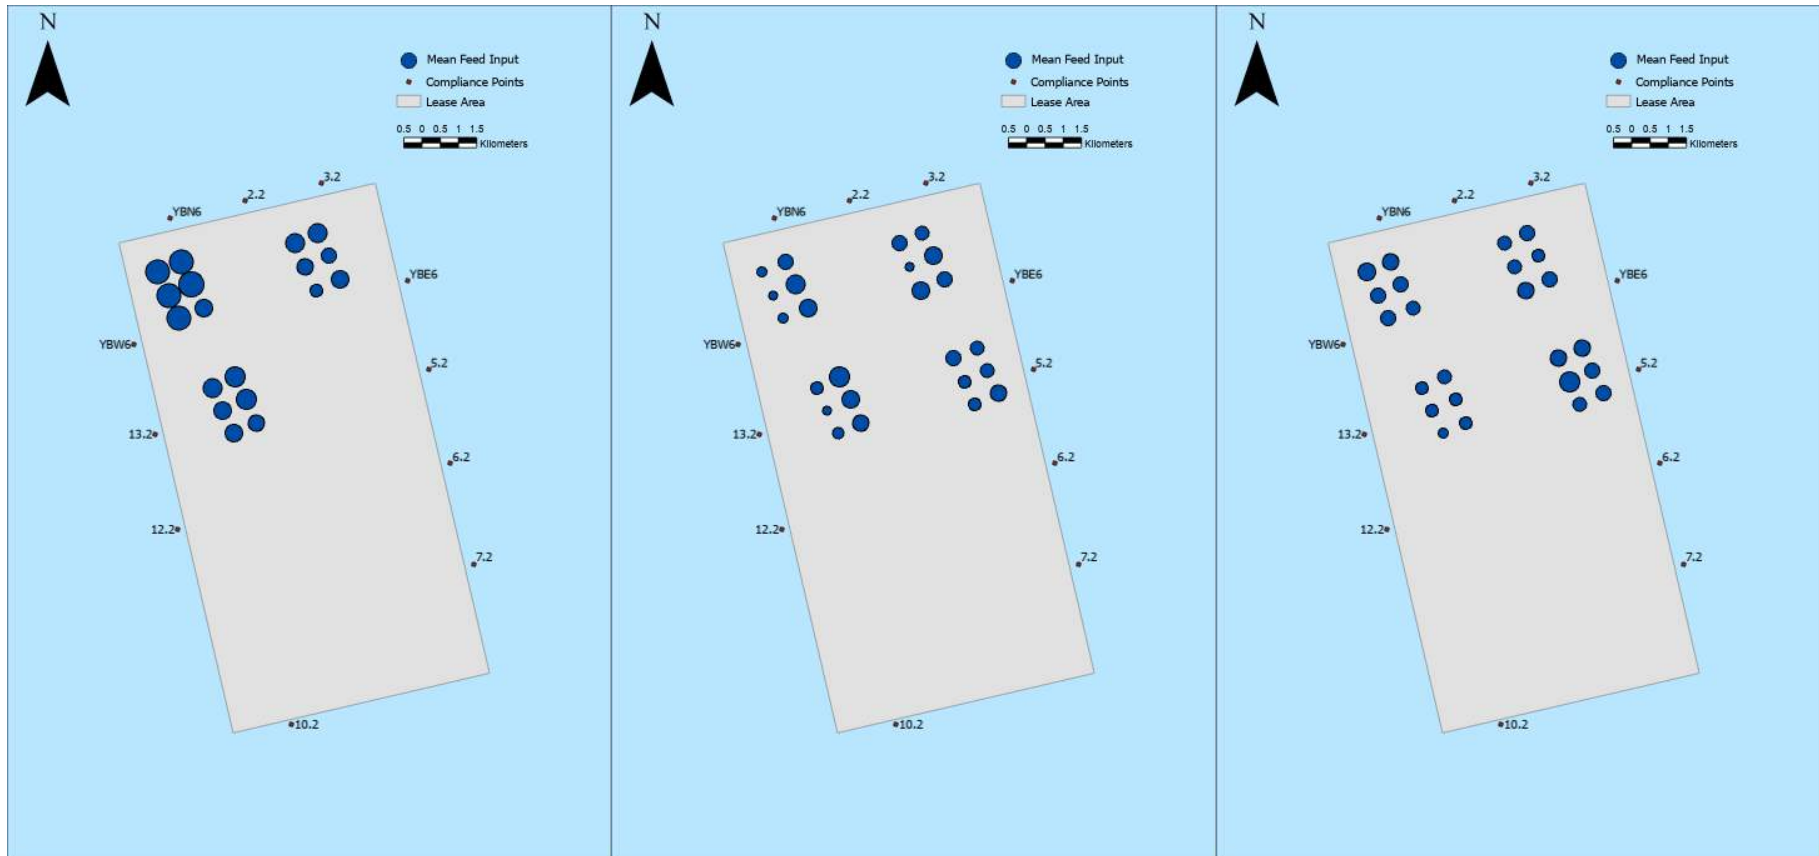 N
Mean Feed Input
Compliance Points
Lease Area
0.5 0 0.5 1 1.5
Kilometers
3.2
2.2
YBN6
YBE6
YBW6
5.2
13.2
6.2
12.2
7.2
10.2
N
Mean Feed Input
Compliance Points
Lease Area
0.5 0 0.5 1 1.5
Kilometers
3.2
2.2
YBN6
YBE6
YBW6
5.2
13.2
6.2
12.2
7.2
10.2
N
Mean Feed Input
Compliance Points
Lease Area
0.5 0 0.5 1 1.5
Kilometers
3.2
2.2
YBN6
YBE6
YBW6
5.2
13.2
6.2
12.2
7.2
10.2